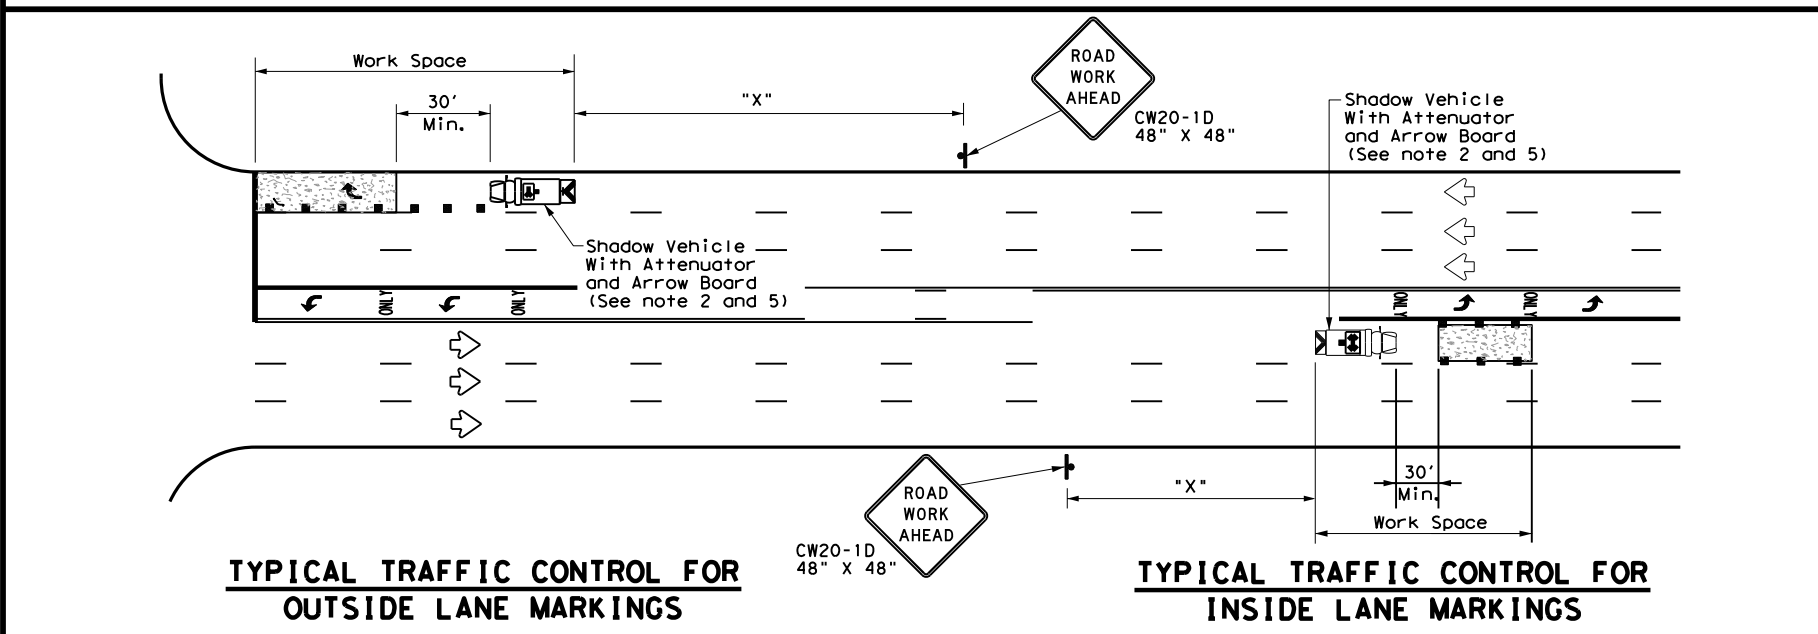 Work Space
30'
Min.
"X"
ROAD
WORK
AHEAD
CW20-1D
48" X 48"
Shadow Vehicle
With Attenuator
and Arrow Board
(See note 2 and 5)
Shadow Vehicle
With Attenuator
and Arrow Board
(See note 2 and 5)
ONLY
ONLY
ONLY
ONLY
ROAD
WORK
AHEAD
CW20-1D
48" X 48"
"X"
30'
Min.
Work Space
TYPICAL TRAFFIC CONTROL FOR
OUTSIDE LANE MARKINGS
TYPICAL TRAFFIC CONTROL FOR
INSIDE LANE MARKINGS